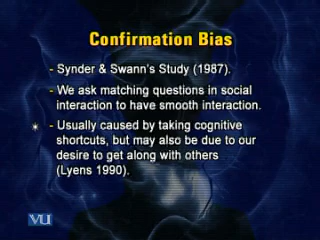 Confirmation Bias
- Synder & Swann's Study (1987).
- We ask matching questions in social
interaction to have smooth interaction.
- Usually caused by taking cognitive
shortcuts, but may also be due to our
desire to get along with others
(Lyens 1990).
VU